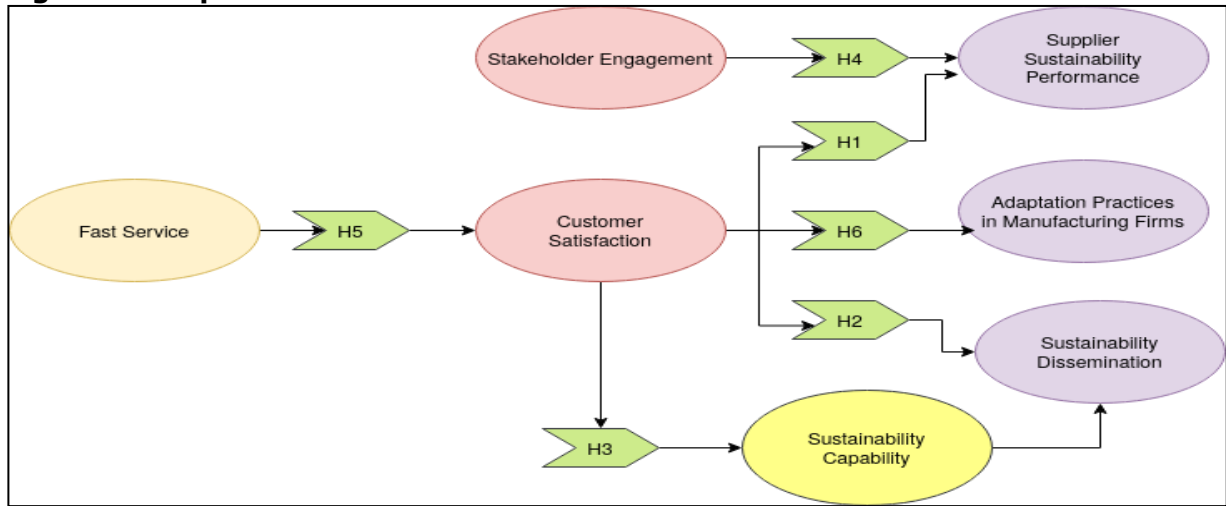 Stakeholder Engagement
H4
Supplier
Sustainability
Performance
H1
Fast Service
H5
Customer
Satisfaction
H6
Adaptation Practices
in Manufacturing Firms
H2
Sustainability
Dissemination
H3
Sustainability
Capability